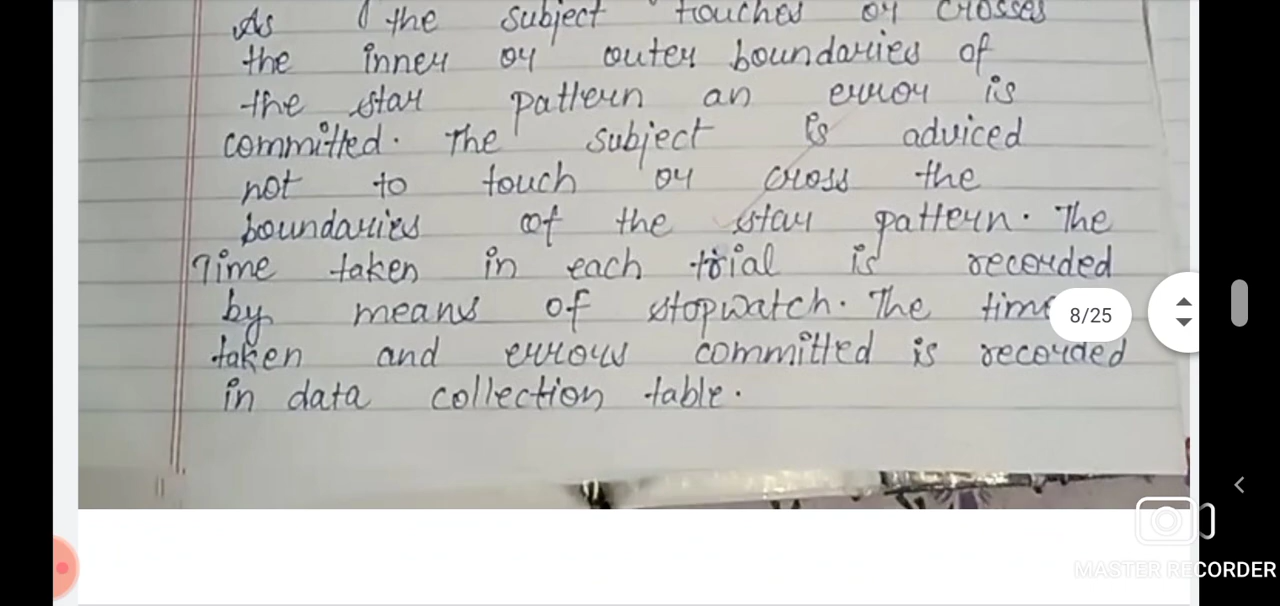 As the subject touches or crosses
the inner or outer boundaries of
the star pattern an error is
committed. The subject is adviced
not to touch or cross the
boundaries of the star pattern. The
Time taken in each trial is recorded
by means of stopwatch. The time
8/25
taken and errors committed is recorded
in data collection table.
MASTER RECORDER